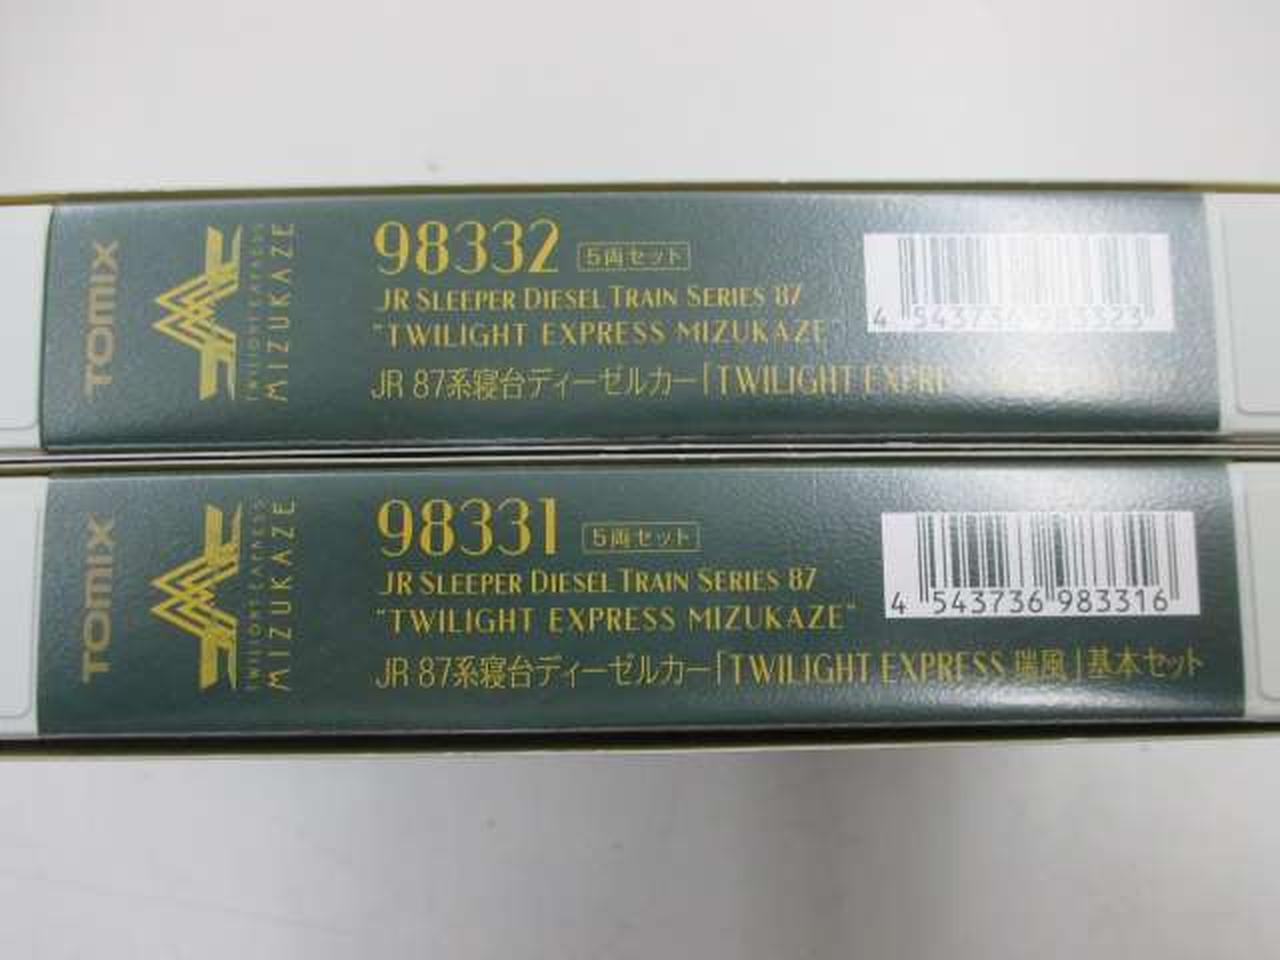 TOMIX
TWILIGHT EXPRESS
MIZUKAZE
98332 5両セット
JR SLEEPER DIESEL TRAIN SERIES 87
"TWILIGHT EXPRESS MIZUKAZE"
JR 87系寝台ディーゼルカー「TWILIGHT EXPRE
4 543736 983323
TOMIX
TWILIGHT EXPRESS
MIZUKAZE
98331 5両セット
JR SLEEPER DIESEL TRAIN SERIES 87
"TWILIGHT EXPRESS MIZUKAZE"
JR 87系寝台ディーゼルカー「TWILIGHT EXPRESS 瑞風」基本セット
4 543736 983316